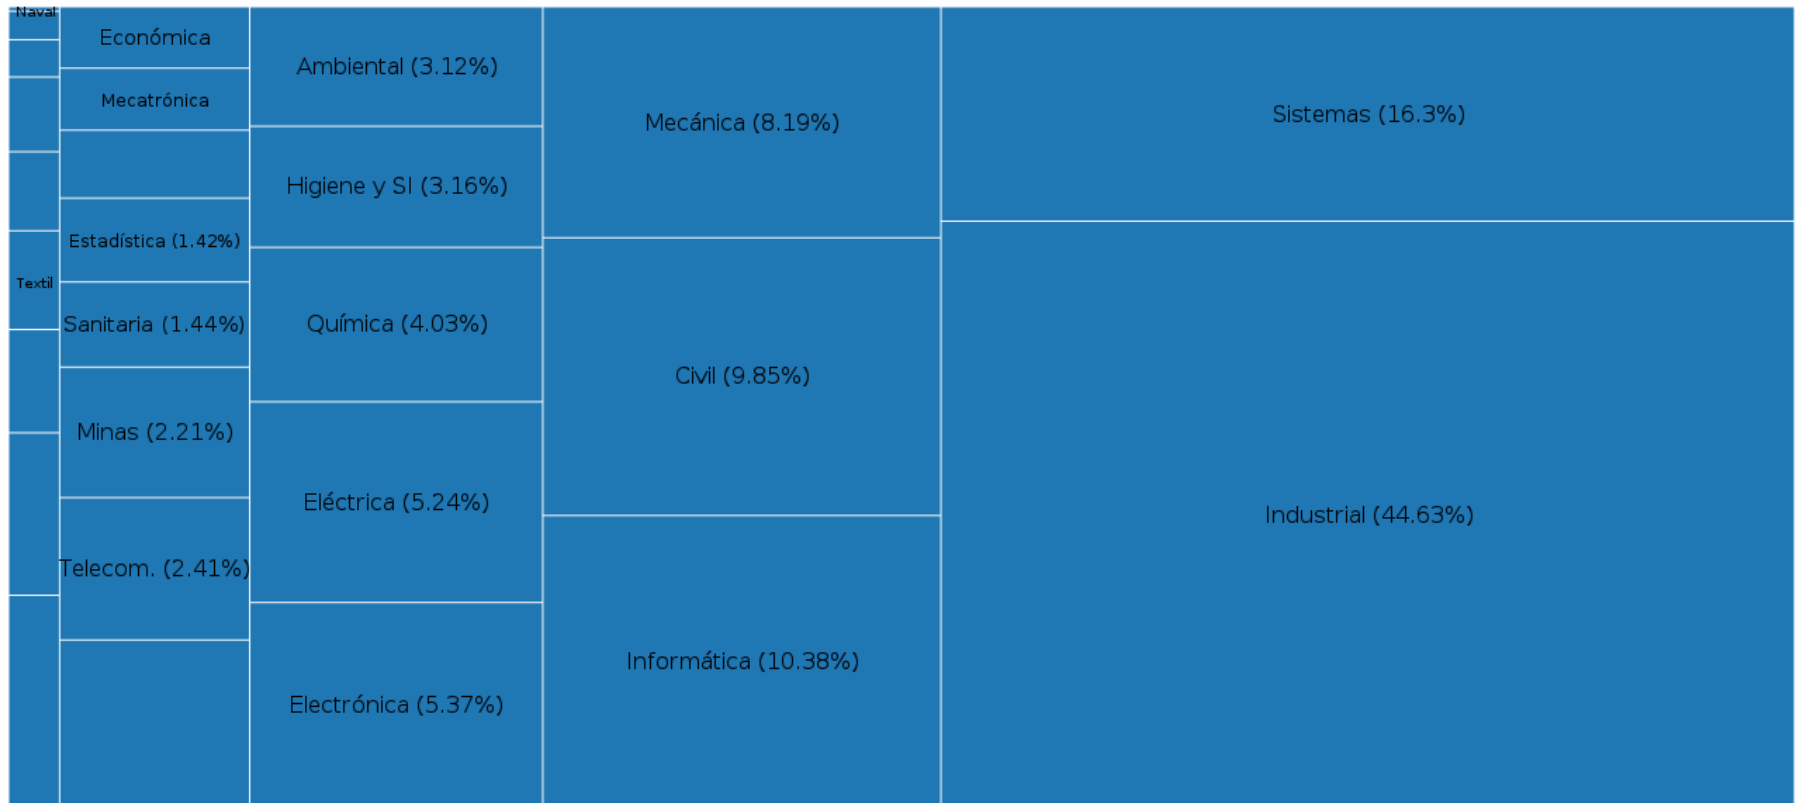 Naval
Textil
Económica
Mecatrónica
Estadística (1.42%)
Sanitaria (1.44%)
Minas (2.21%)
Telecom. (2.41%)
Ambiental (3.12%)
Higiene y SI (3.16%)
Química (4.03%)
Eléctrica (5.24%)
Electrónica (5.37%)
Mecánica (8.19%)
Civil (9.85%)
Informática (10.38%)
Sistemas (16.3%)
Industrial (44.63%)